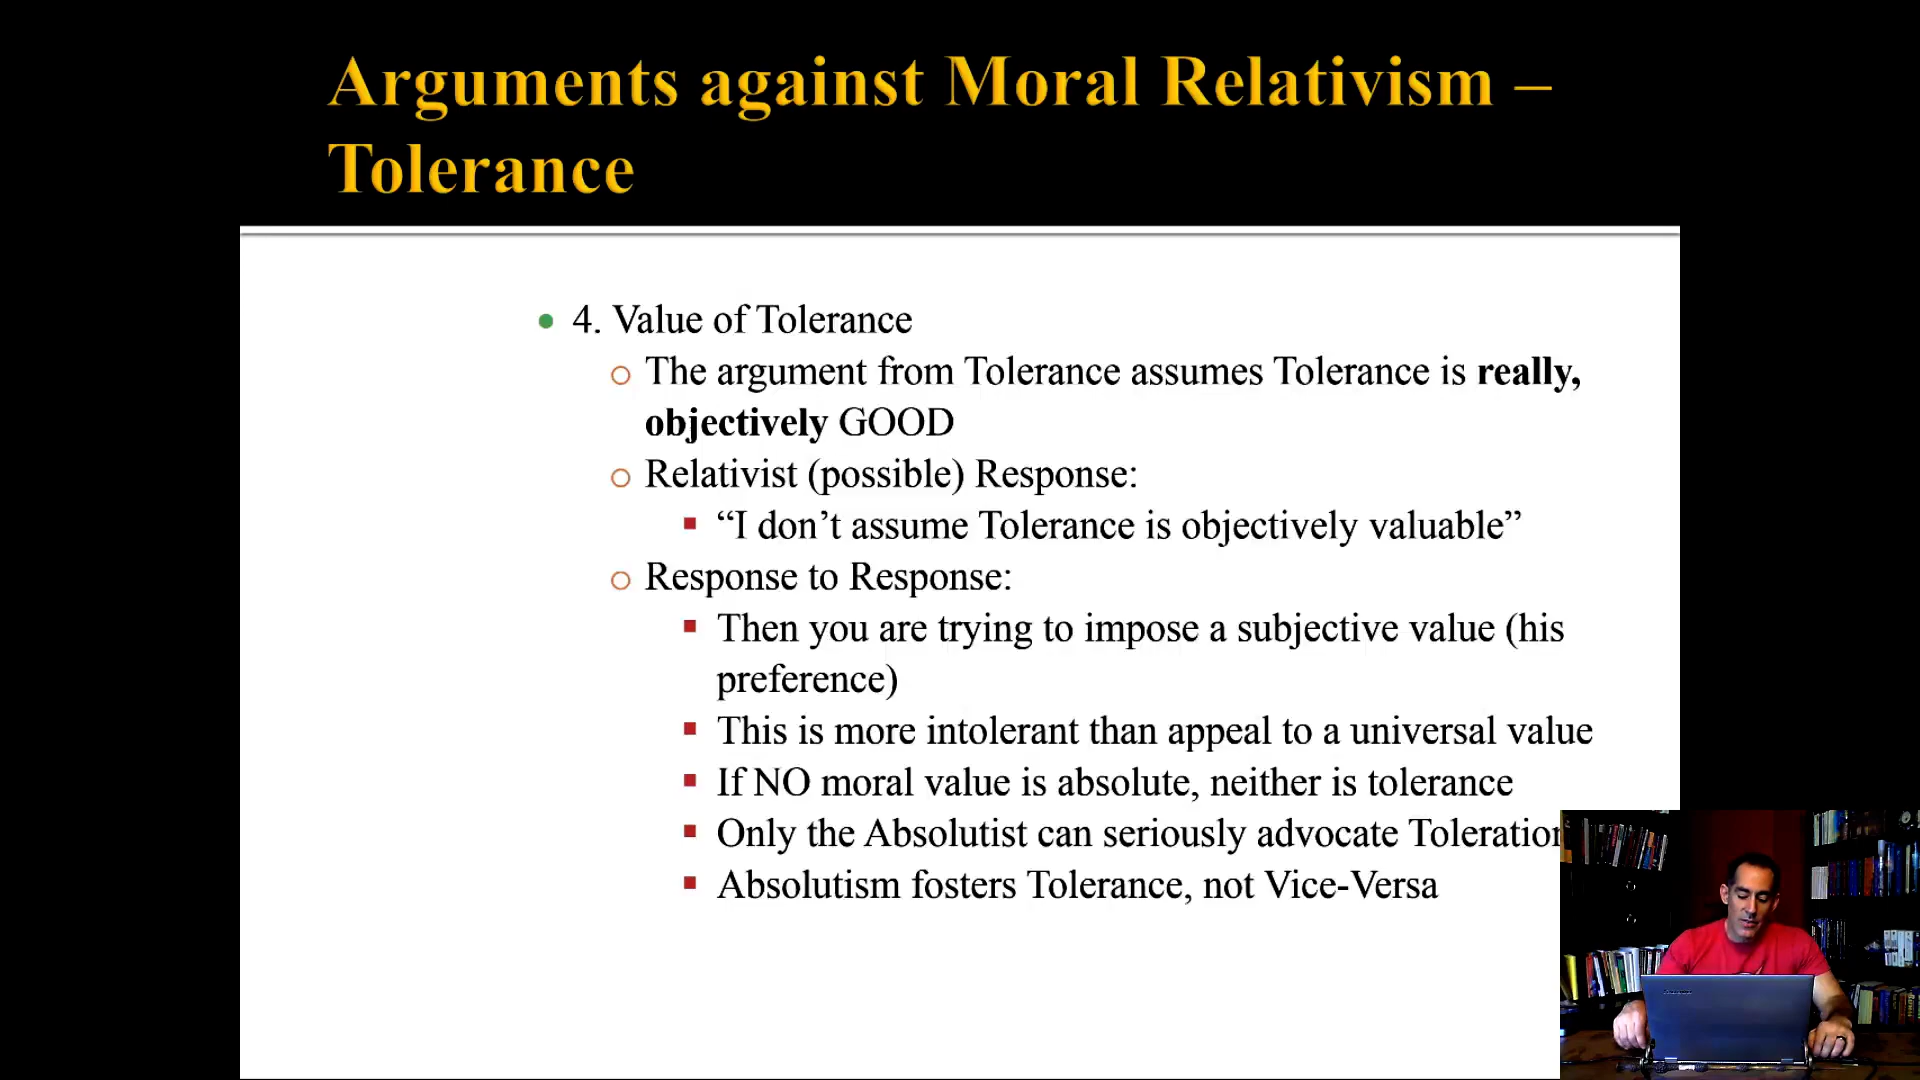 Arguments against Moral Relativism –
Tolerance
4. Value of Tolerance
The argument from Tolerance assumes Tolerance is really,
objectively GOOD
Relativist (possible) Response:
“I don’t assume Tolerance is objectively valuable”
Response to Response:
Then you are trying to impose a subjective value (his
preference)
This is more intolerant than appeal to a universal value
If NO moral value is absolute, neither is tolerance
Only the Absolutist can seriously advocate Toleration
Absolutism fosters Tolerance, not Vice-Versa